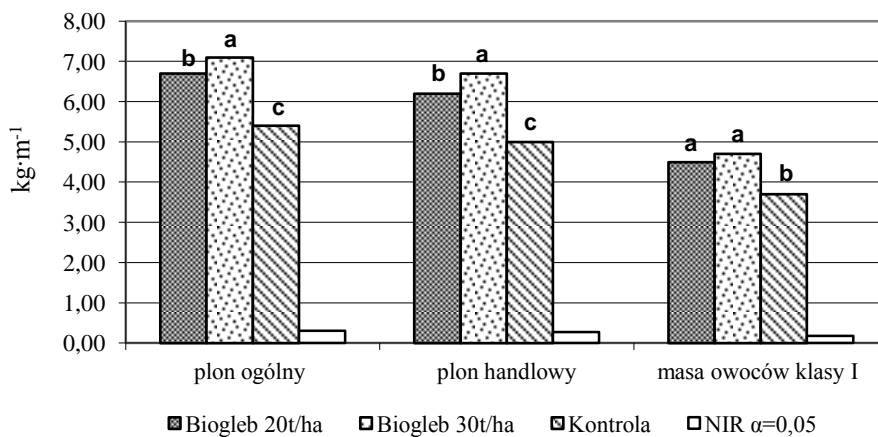 8,00
7,00
6,00
5,00
4,00
3,00
2,00
1,00
0,00
kg·m-1
b a c
b a c
a a b
plon ogólny plon handlowy masa owoców klasy I
Biogleb 20t/ha Biogleb 30t/ha Kontrola NIR α=0,05